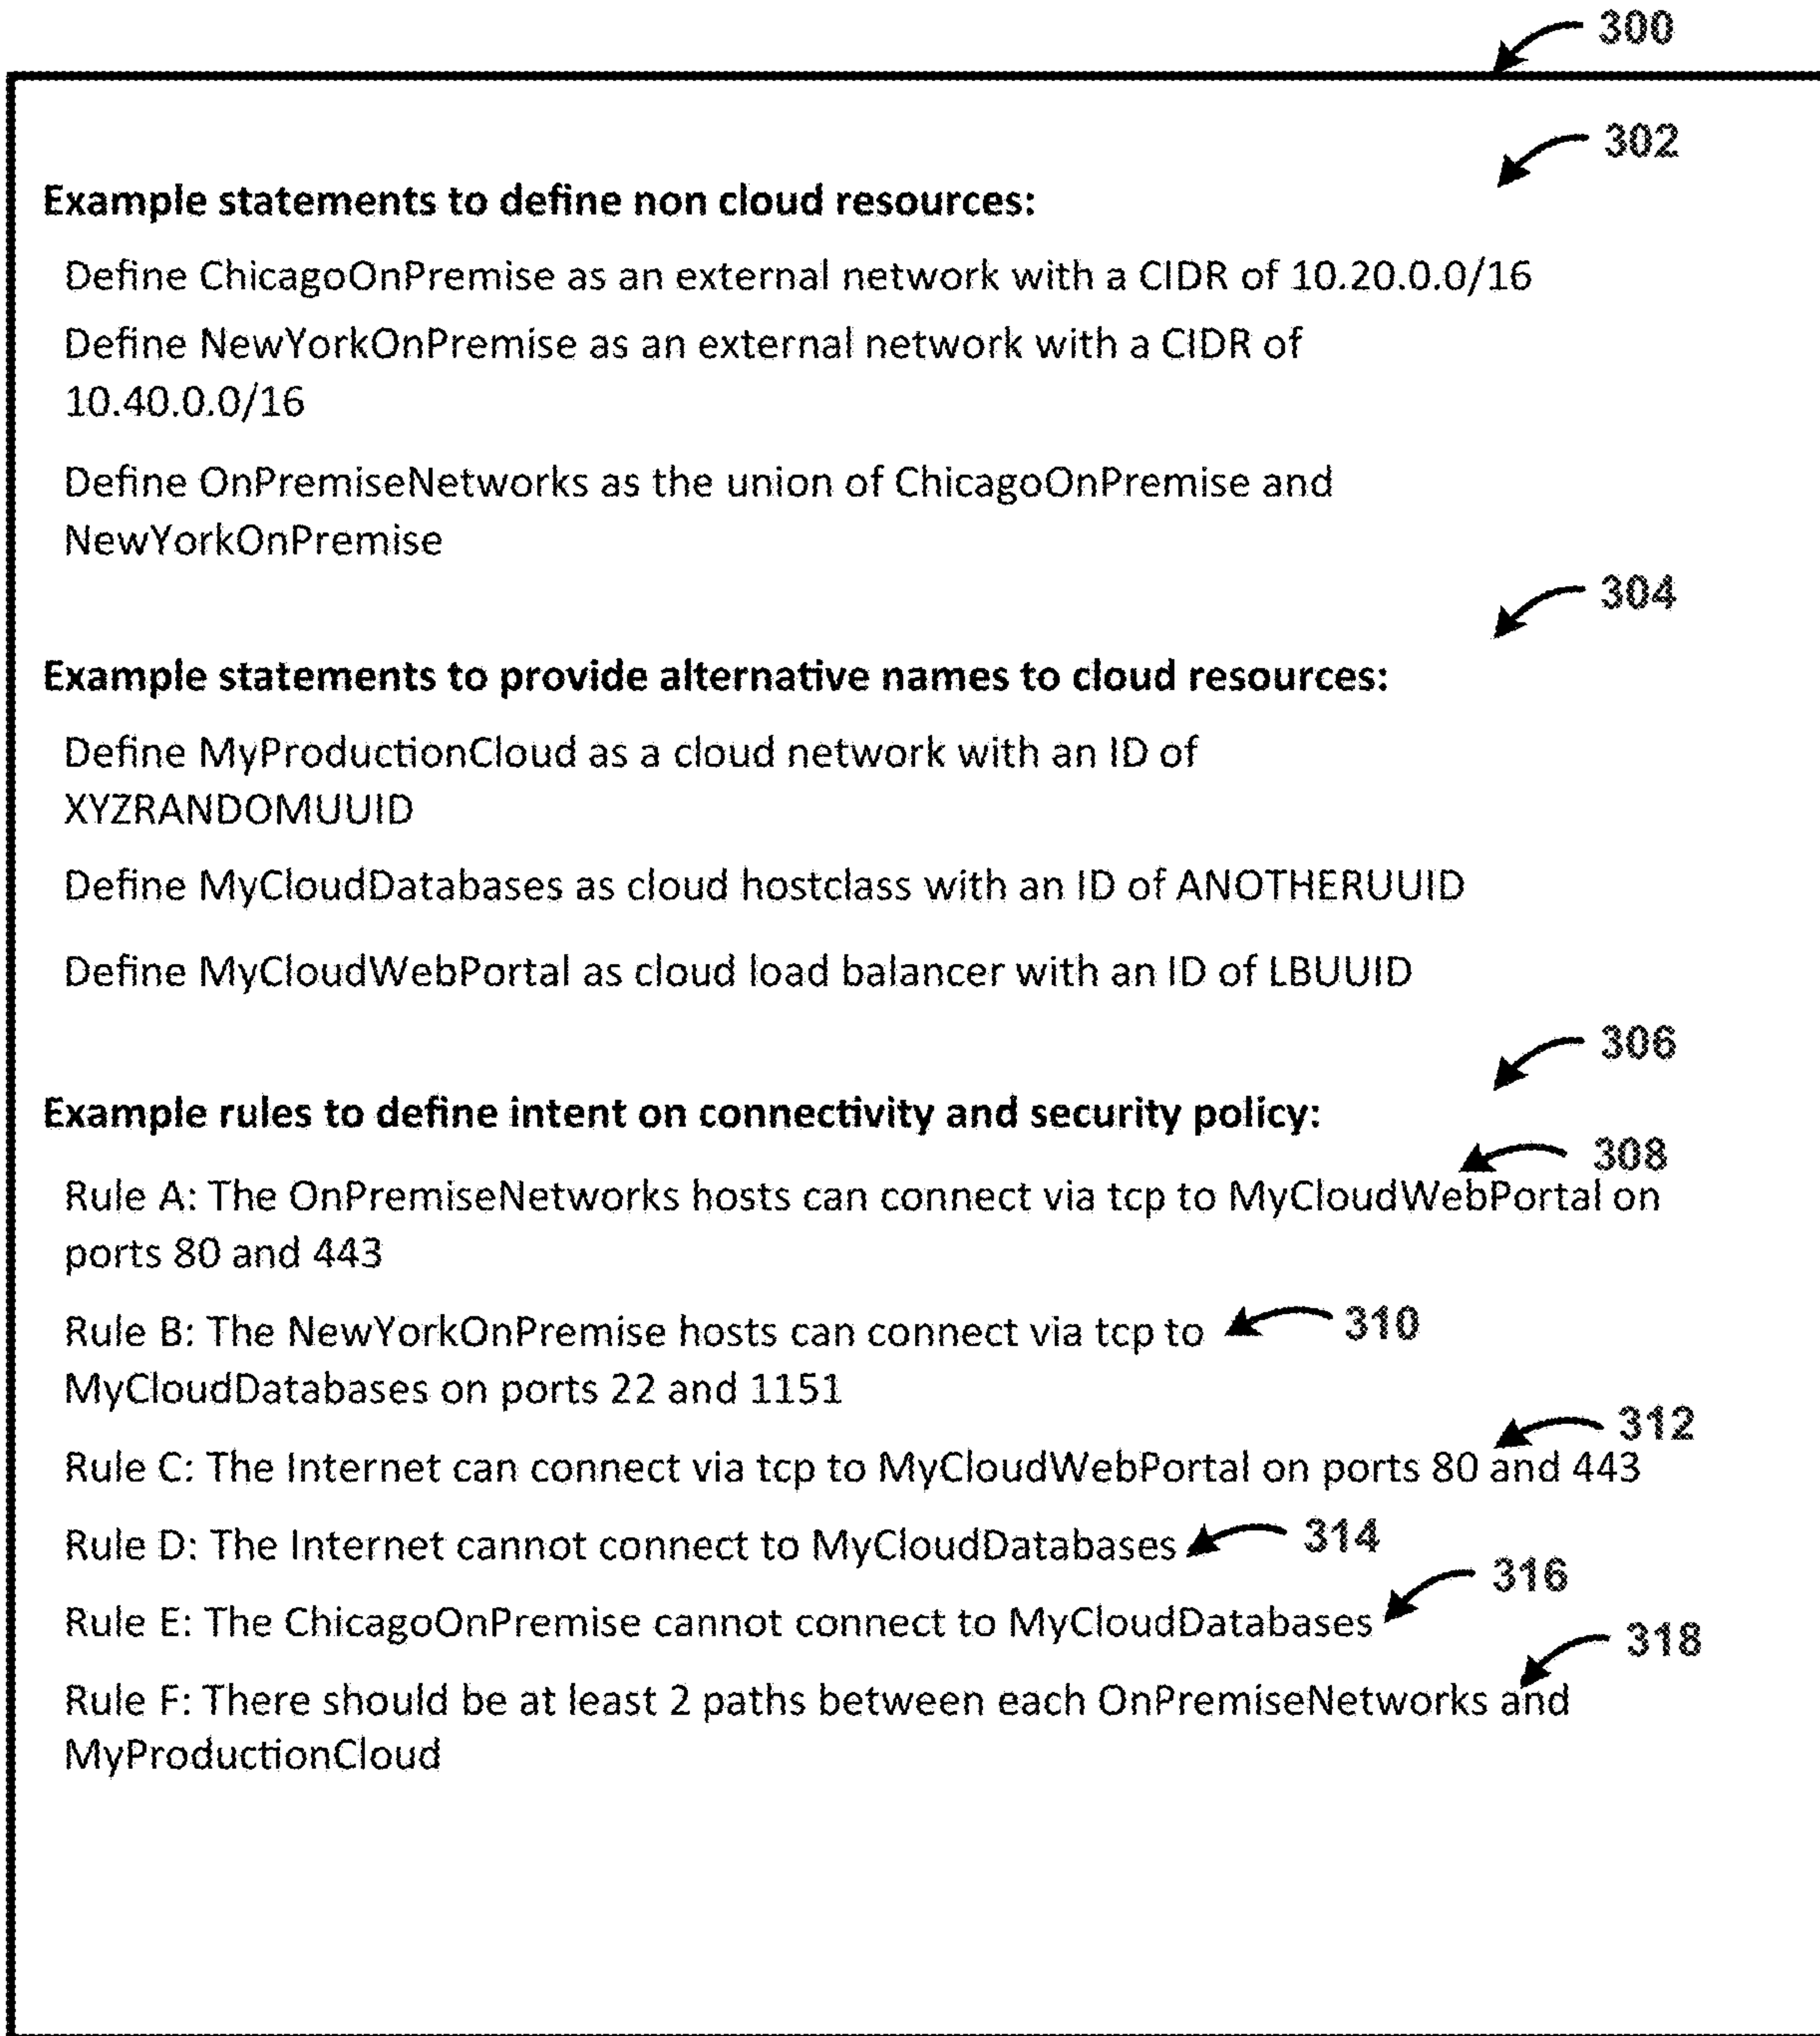 300
302
Example statements to define non cloud resources:
Define ChicagoOnPremise as an external network with a CIDR of 10.20.0.0/16
Define NewYorkOnPremise as an external network with a CIDR of
10.40.0.0/16
Define OnPremiseNetworks as the union of ChicagoOnPremise and
NewYorkOnPremise
304
Example statements to provide alternative names to cloud resources:
Define MyProductionCloud as a cloud network with an ID of
XYZRANDOMUUID
Define MyCloudDatabases as cloud hostclass with an ID of ANOTHERUUID
Define MyCloudWebPortal as cloud load balancer with an ID of LBUUID
306
Example rules to define intent on connectivity and security policy:
308
Rule A: The OnPremiseNetworks hosts can connect via tcp to MyCloudWebPortal on
ports 80 and 443
Rule B: The NewYorkOnPremise hosts can connect via tcp to 310
MyCloudDatabases on ports 22 and 1151
312
Rule C: The Internet can connect via tcp to MyCloudWebPortal on ports 80 and 443
Rule D: The Internet cannot connect to MyCloudDatabases 314
316
Rule E: The ChicagoOnPremise cannot connect to MyCloudDatabases
318
Rule F: There should be at least 2 paths between each OnPremiseNetworks and
MyProductionCloud